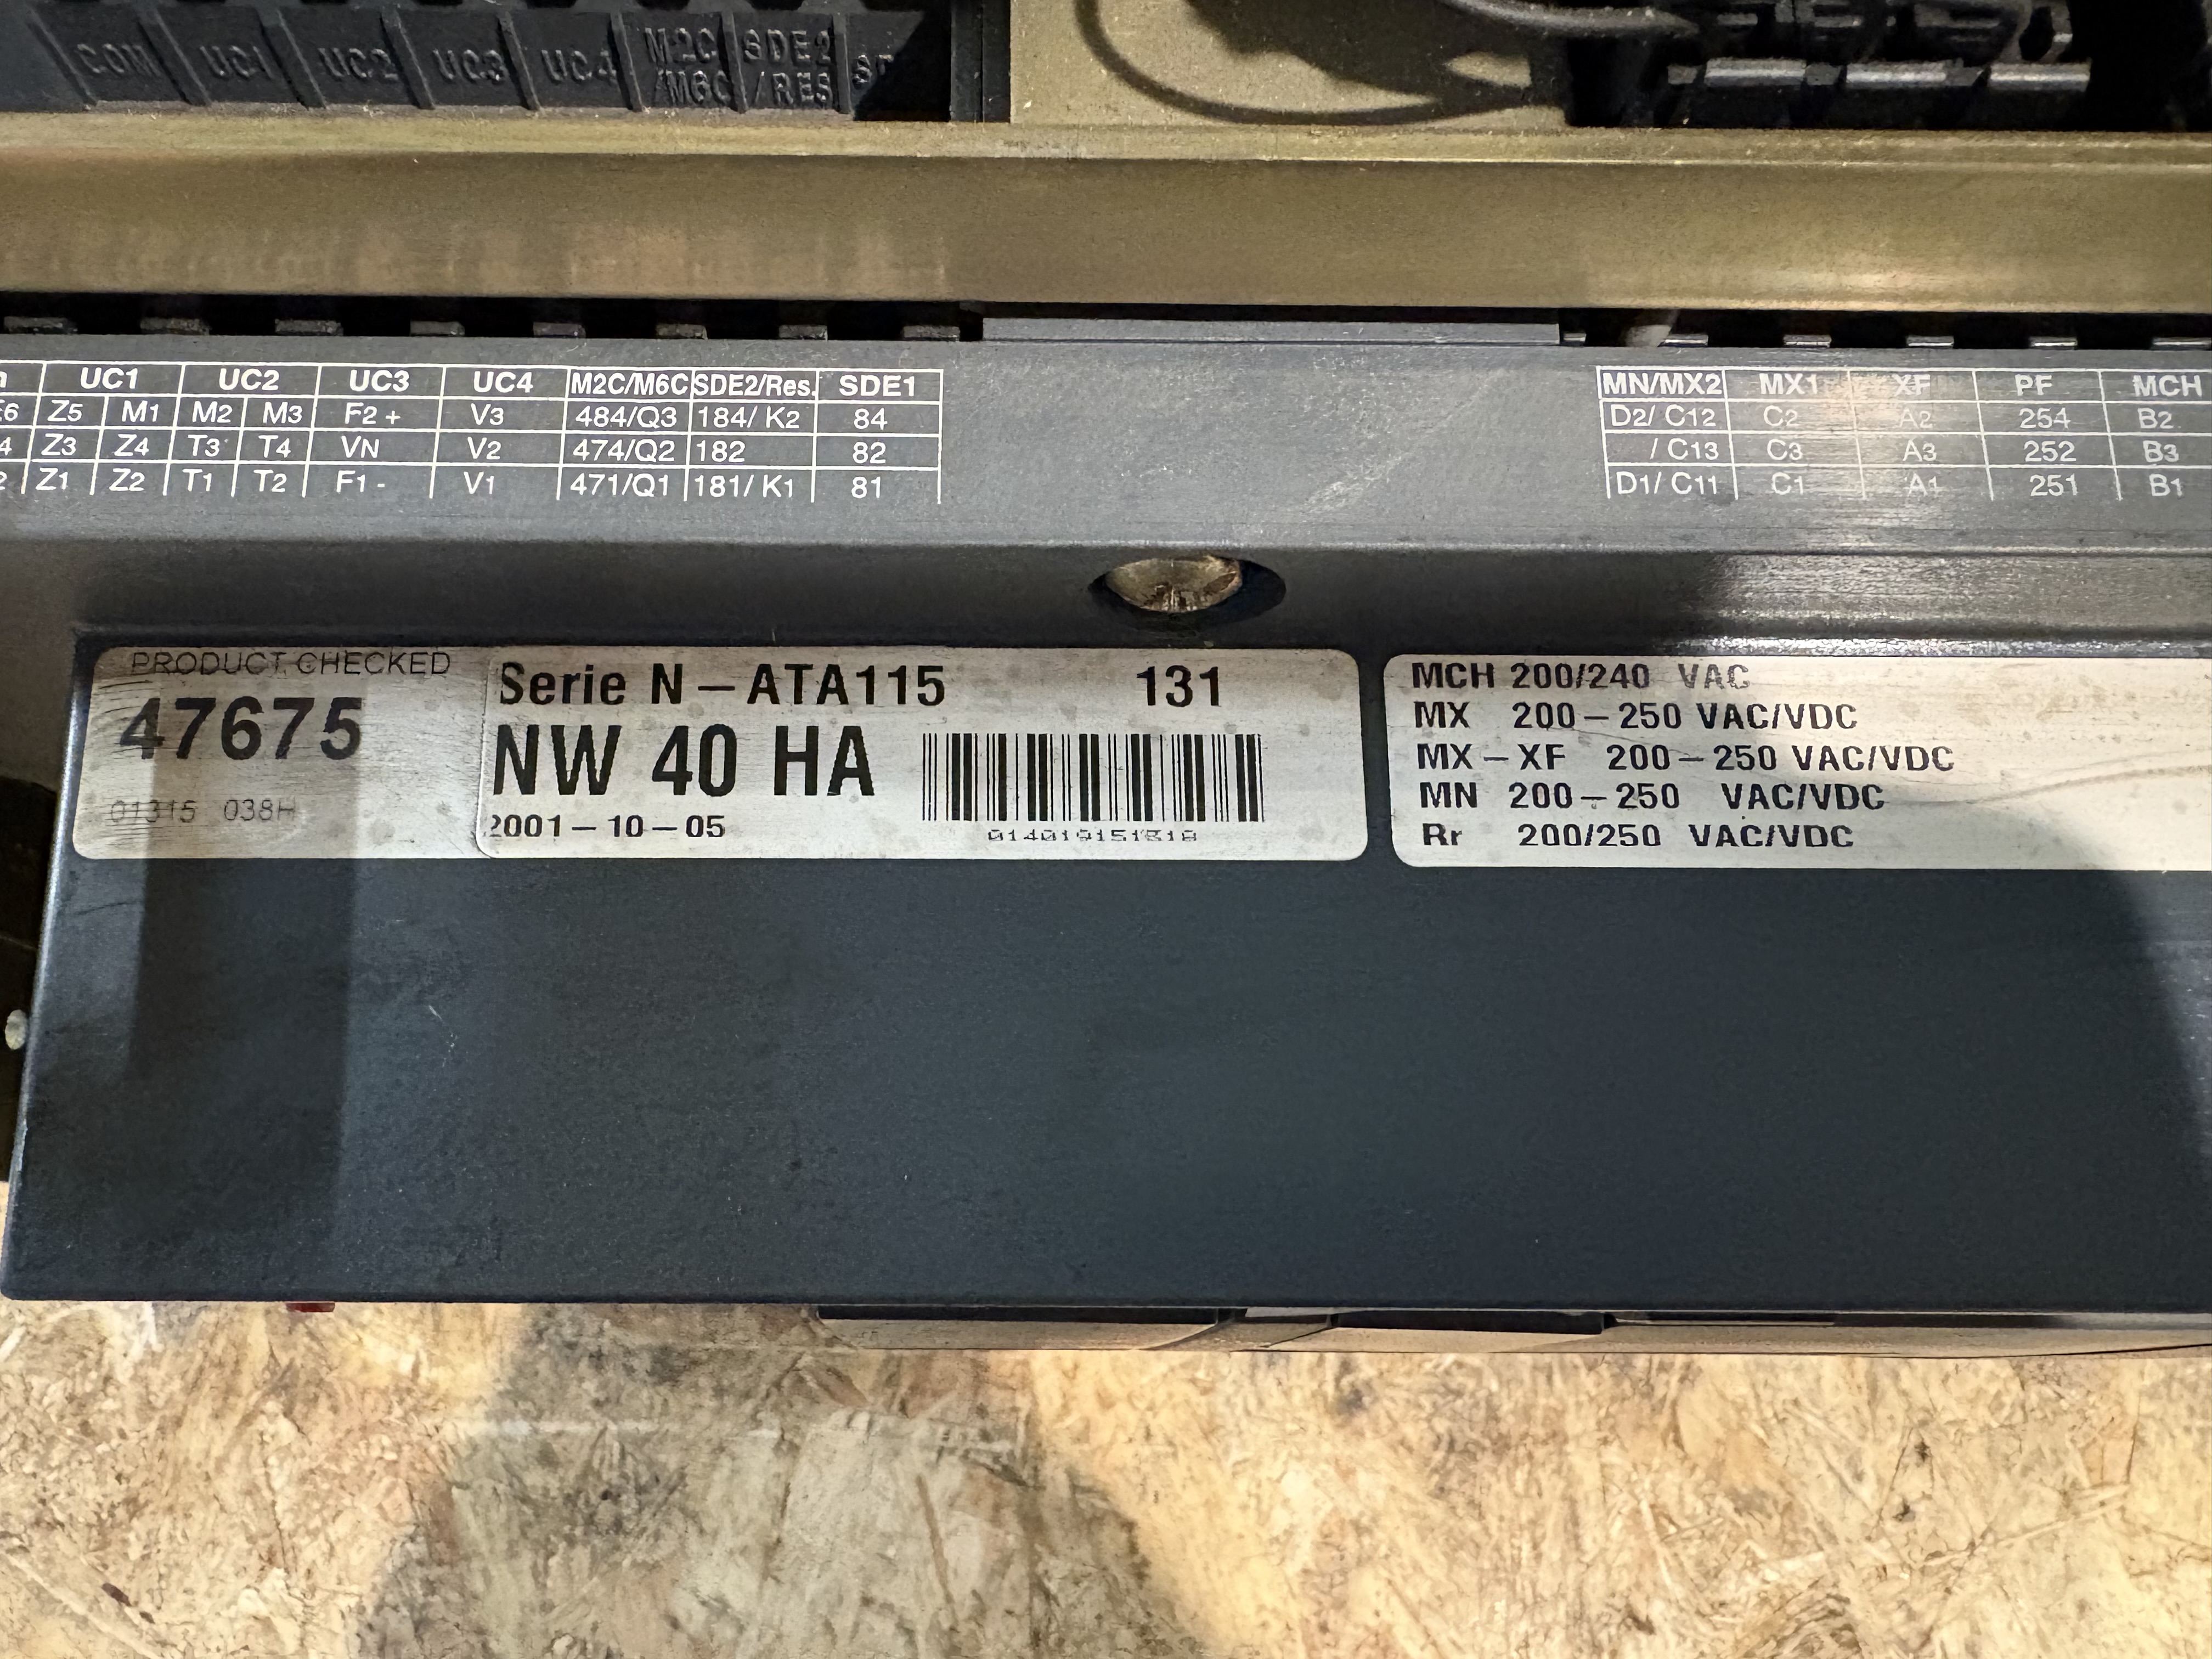 COM UC1 UC2 UC3 UC4 M2C/M6C SDE2/RES
UC1 UC2 UC3 UC4 M2C/M6C SDE2/Res. SDE1
Z5 M1 M2 M3 F2 + V3 484/Q3 184/ K2 84
Z3 Z4 T3 T4 VN V2 474/Q2 182 82
Z1 Z2 T1 T2 F1 - V1 471/Q1 181/ K1 81
MN/MX2 MX1 XF PF MCH
D2/ C12 C2 A2 254 B2
/ C13 C3 A3 252 B3
D1/ C11 C1 A1 251 B1
PRODUCT CHECKED
47675
01315 038H
Serie N – ATA115 131
NW 40 HA
2001 – 10 – 05
MCH 200/240 VAC
MX 200 – 250 VAC/VDC
MX – XF 200 – 250 VAC/VDC
MN 200 – 250 VAC/VDC
Rr 200/250 VAC/VDC